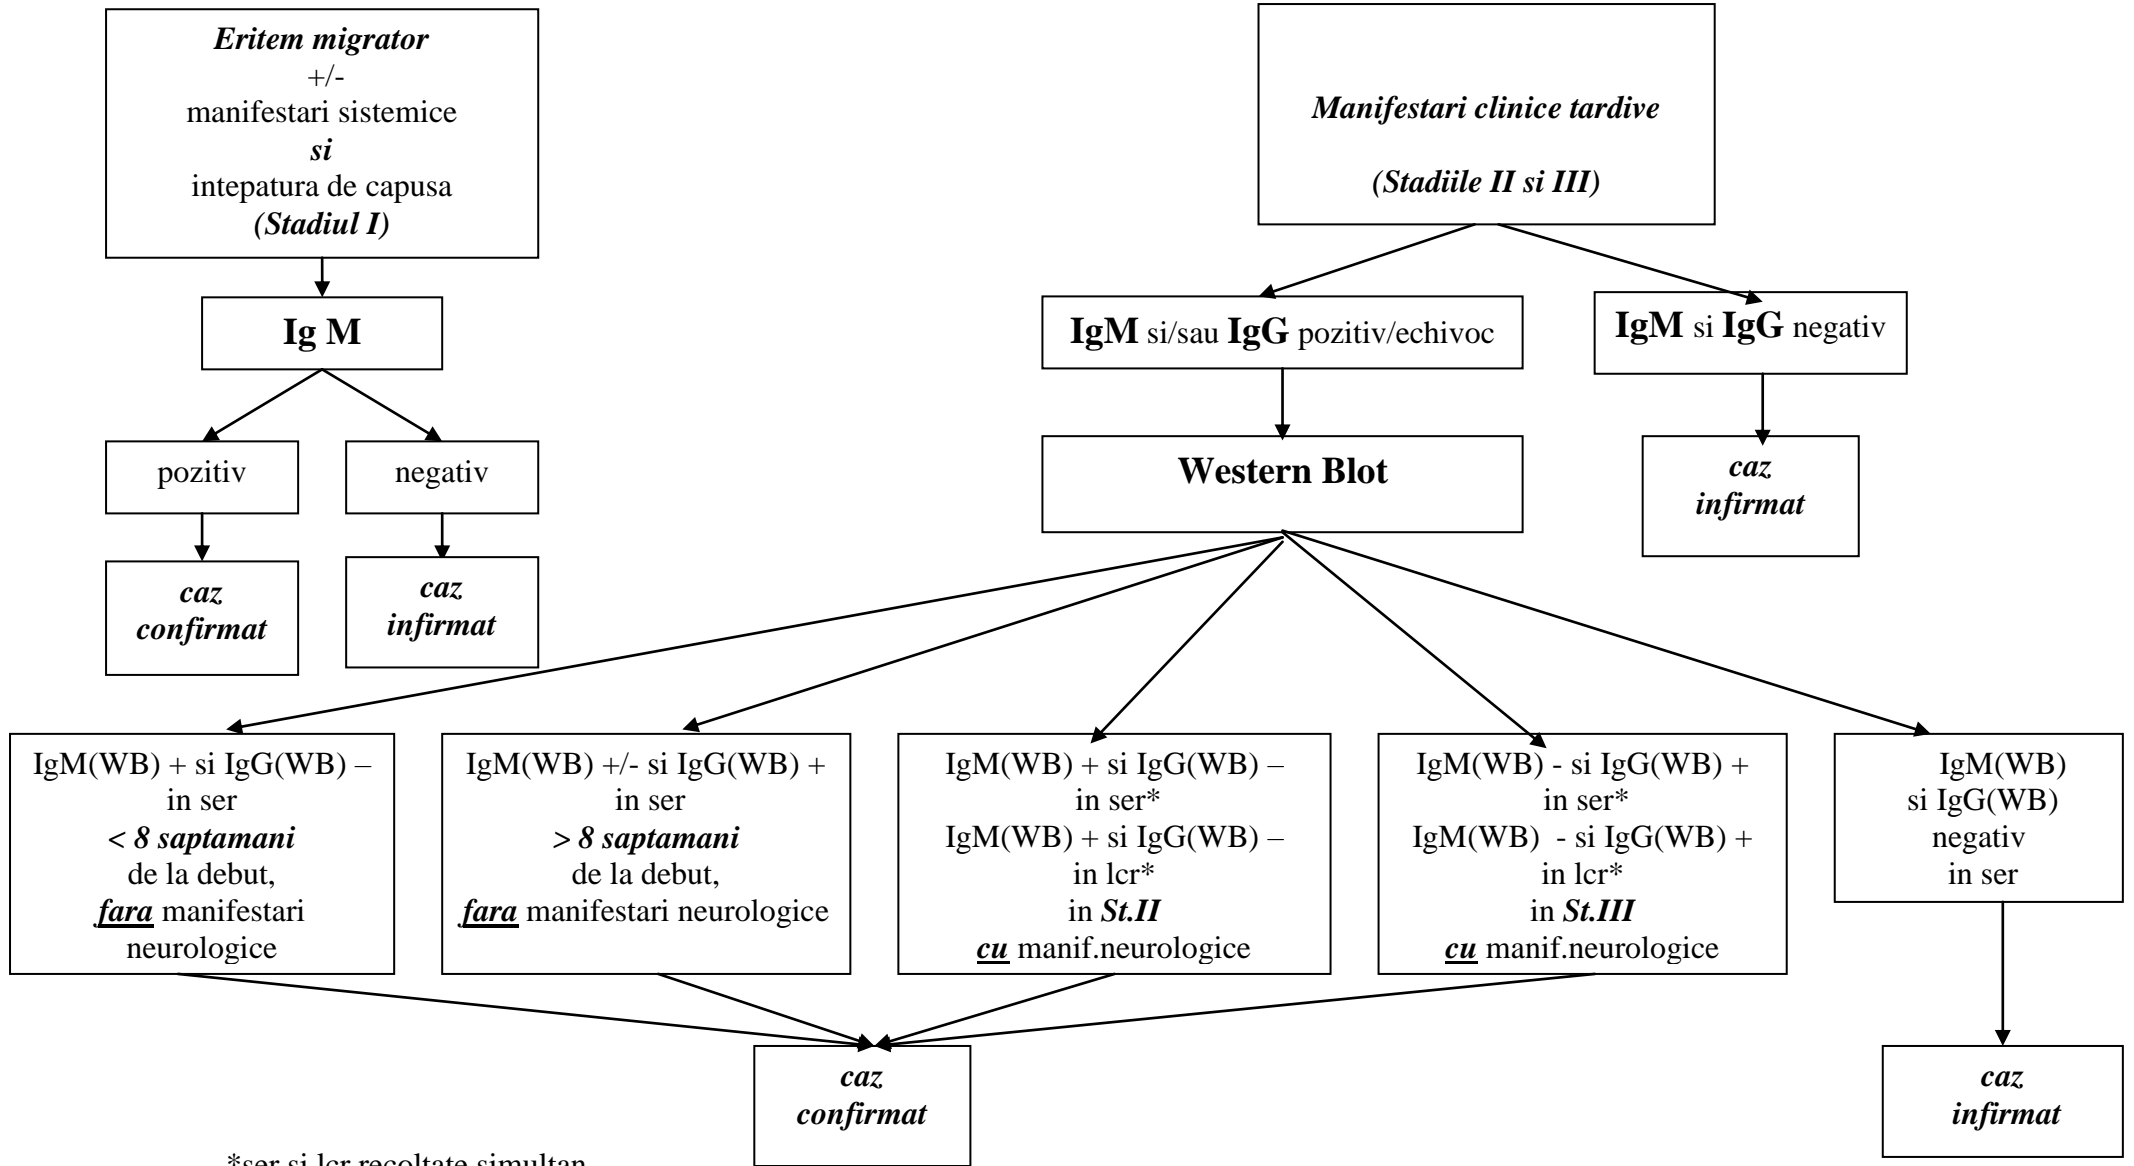 Eritem migrator
+/-
manifestari sistemice
si
intepatura de capusa
(Stadiul I)
Manifestari clinice tardive
(Stadiile II si III)
Ig M
IgM si/sau IgG pozitiv/echivoc
IgM si IgG negativ
pozitiv
negativ
Western Blot
caz
infirmat
caz
confirmat
caz
infirmat
IgM(WB) + si IgG(WB) –
in ser
< 8 saptamani
de la debut,
fara manifestari
neurologice
IgM(WB) +/- si IgG(WB) +
in ser
> 8 saptamani
de la debut,
fara manifestari neurologice
IgM(WB) + si IgG(WB) –
in ser*
IgM(WB) + si IgG(WB) –
in lcr*
in St.II
cu manif.neurologice
IgM(WB) - si IgG(WB) +
in ser*
IgM(WB)  - si IgG(WB) +
in lcr*
in St.III
cu manif.neurologice
IgM(WB)
si IgG(WB)
negativ
in ser
caz
confirmat
caz
infirmat
*ser si lcr recoltate simultan